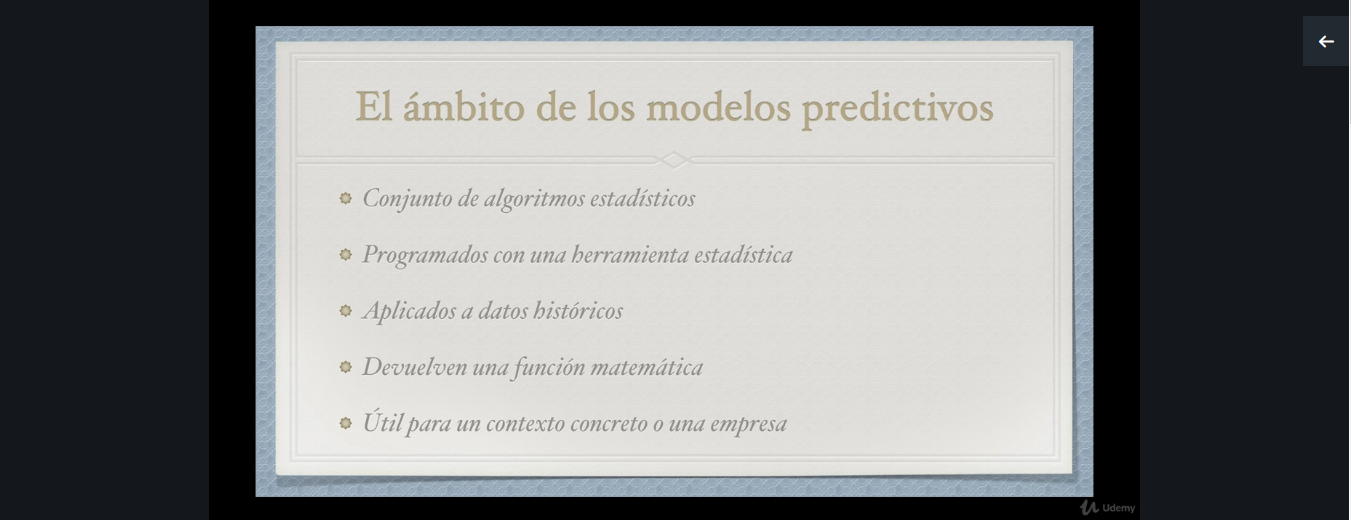 El ámbito de los modelos predictivos
Conjunto de algoritmos estadísticos
Programados con una herramienta estadística
Aplicados a datos históricos
Devuelven una función matemática
Útil para un contexto concreto o una empresa
Udemy